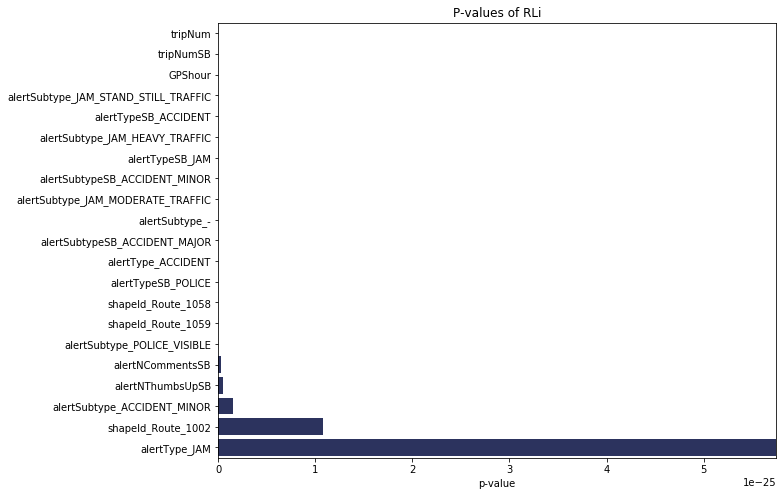 P-values of RLi
tripNum
tripNumSB
GPShour
alertSubtype_JAM_STAND_STILL_TRAFFIC
alertTypeSB_ACCIDENT
alertSubtype_JAM_HEAVY_TRAFFIC
alertTypeSB_JAM
alertSubtypeSB_ACCIDENT_MINOR
alertSubtype_JAM_MODERATE_TRAFFIC
alertSubtype_-
alertSubtypeSB_ACCIDENT_MAJOR
alertType_ACCIDENT
alertTypeSB_POLICE
shapeId_Route_1058
shapeId_Route_1059
alertSubtype_POLICE_VISIBLE
alertNCommentsSB
alertNThumbsUpSB
alertSubtype_ACCIDENT_MINOR
shapeId_Route_1002
alertType_JAM
0 1 2 3 4 5
1e−25
p-value